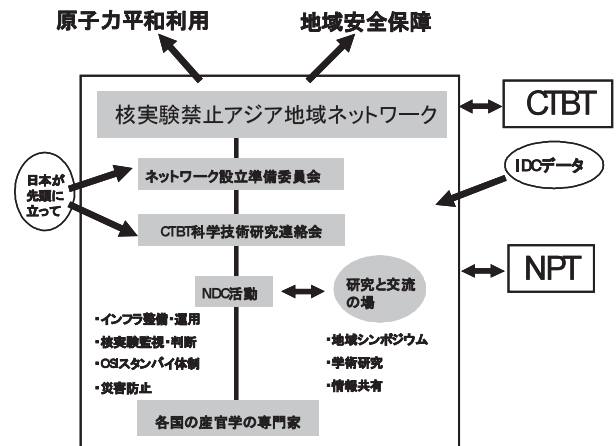 原子力平和利用
地域安全保障
核実験禁止アジア地域ネットワーク
CTBT
日本が
先頭に
立って
ネットワーク設立準備委員会
IDCデータ
CTBT科学技術研究連絡会
NDC活動
研究と交流
の場
NPT
・インフラ整備・運用
・核実験監視・判断
・OSIスタンバイ体制
・災害防止
・地域シンポジウム
・学術研究
・情報共有
各国の産官学の専門家